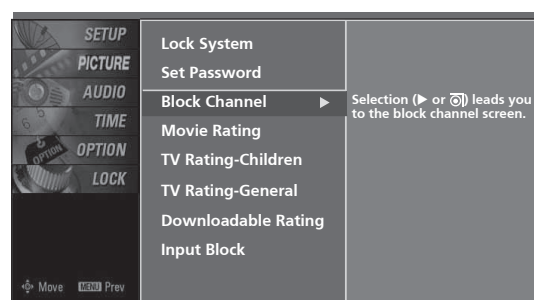 SETUP
PICTURE
AUDIO
TIME
OPTION
LOCK
Move MENU Prev
Lock System
Set Password
Block Channel ▶
Movie Rating
TV Rating-Children
TV Rating-General
Downloadable Rating
Input Block
Selection (▶ or ⊙) leads you
to the block channel screen.